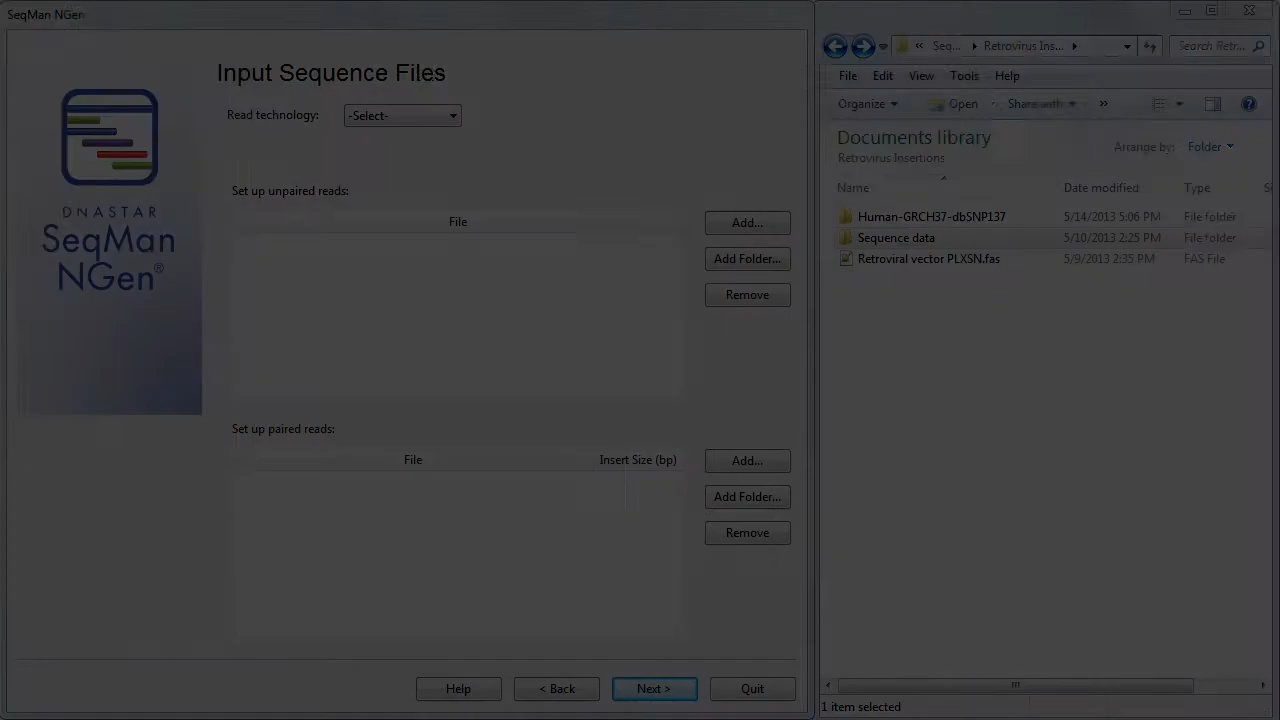 SeqMan NGen
Input Sequence Files
Read technology:
-Select-
DNASTAR
SeqMan
NGen®
Set up unpaired reads:
File
Add...
Add Folder...
Remove
Set up paired reads:
File
Insert Size (bp)
Add...
Add Folder...
Remove
Help
< Back
Next >
Quit
« Seq...
Retrovirus Ins...
Search Retr...
File
Edit
View
Tools
Help
Organize
Open
Share with
»
Documents library
Retrovirus Insertions
Arrange by:
Folder
Name
Date modified
Type
Si
Human-GRCH37-dbSNP137
5/14/2013 5:06 PM
File folder
Sequence data
5/10/2013 2:25 PM
File folder
Retroviral vector PLXSN.fas
5/9/2013 2:35 PM
FAS File
1 item selected